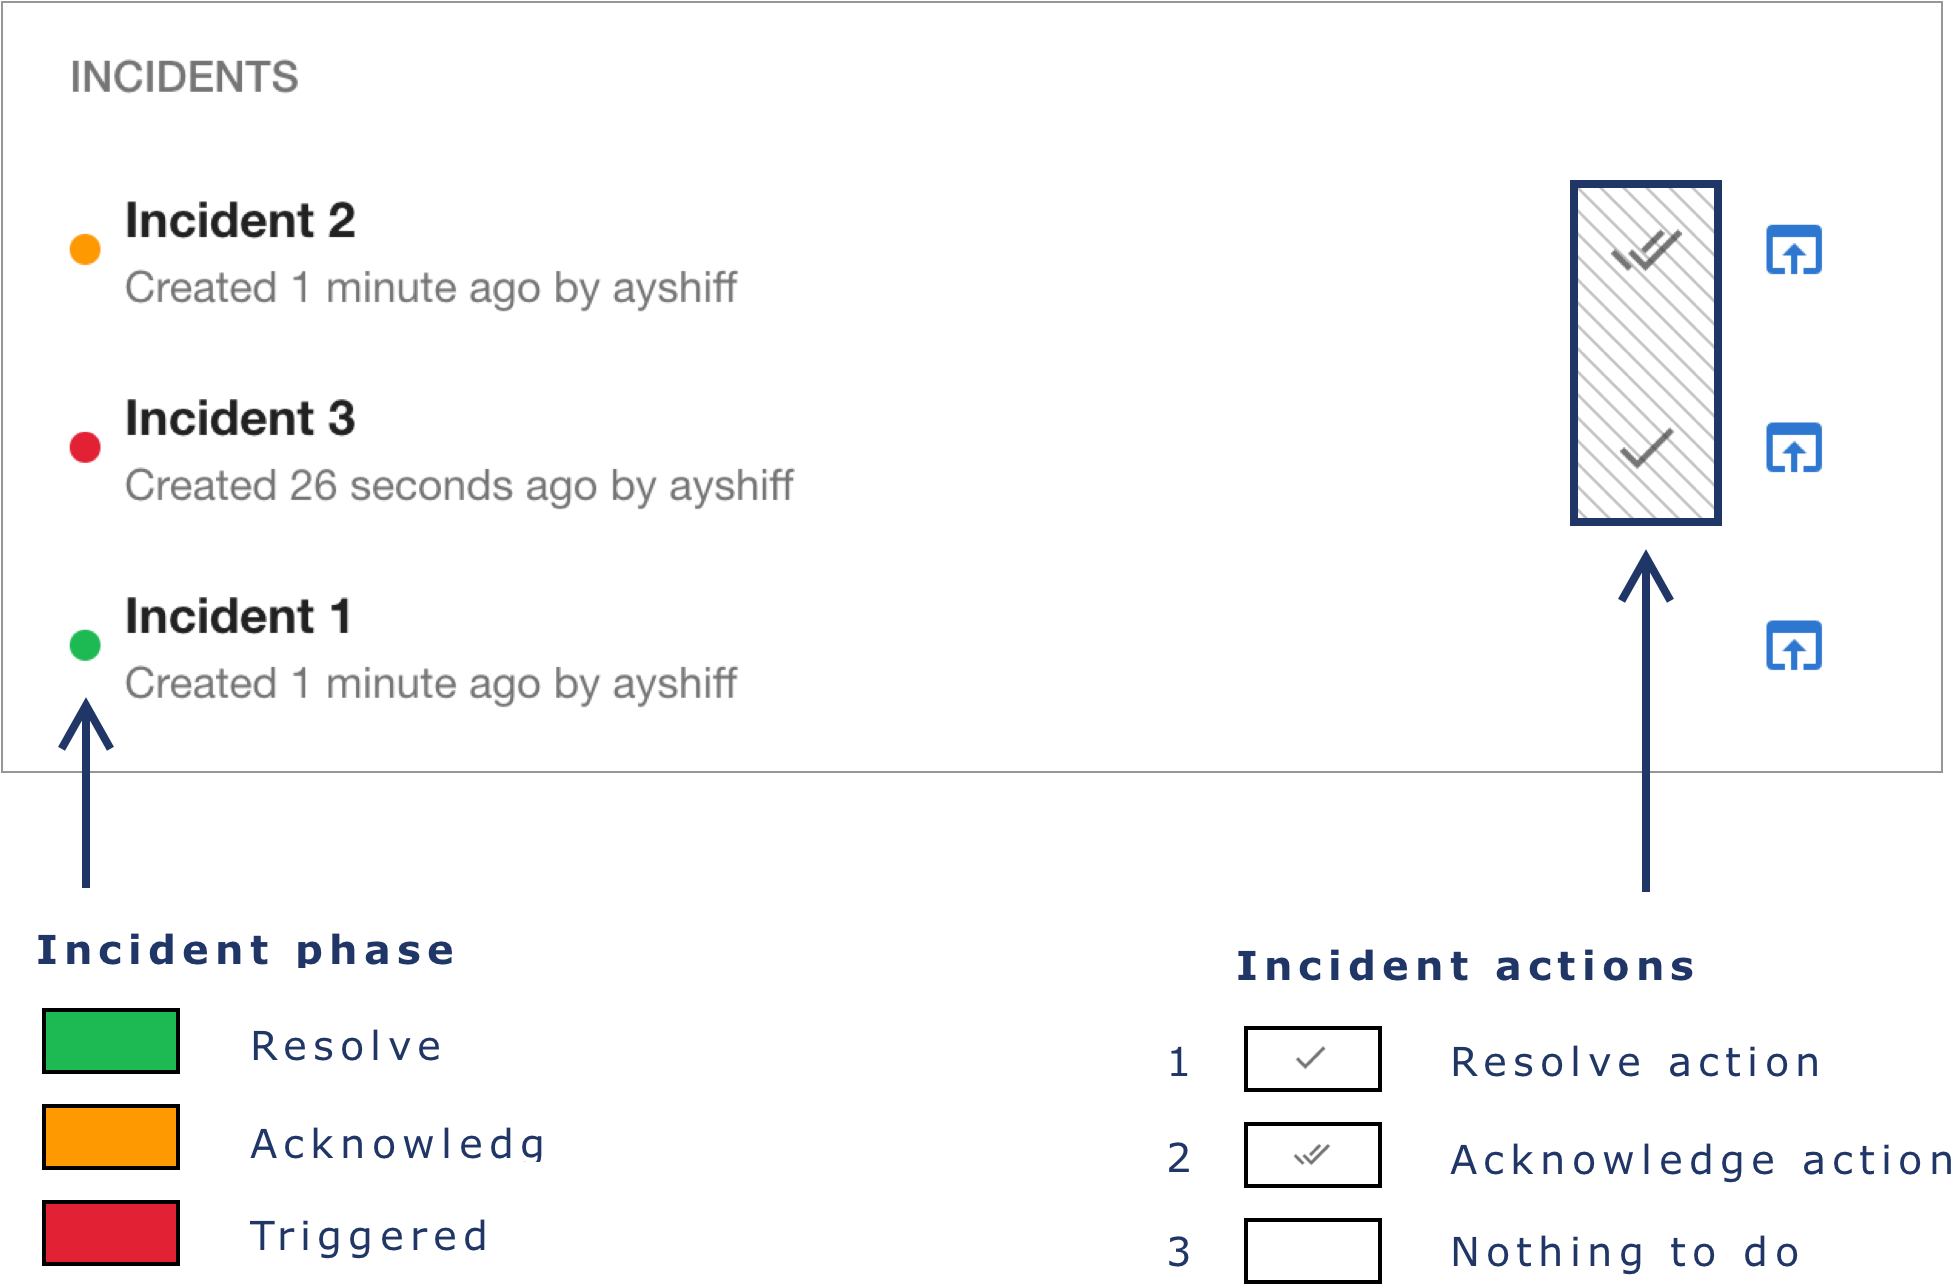 INCIDENTS
Incident 2
Created 1 minute ago by ayshiff
Incident 3
Created 26 seconds ago by ayshiff
Incident 1
Created 1 minute ago by ayshiff
Incident phase
Resolve
Acknowledg
Triggered
Incident actions
1 Resolve action
2 Acknowledge action
3 Nothing to do